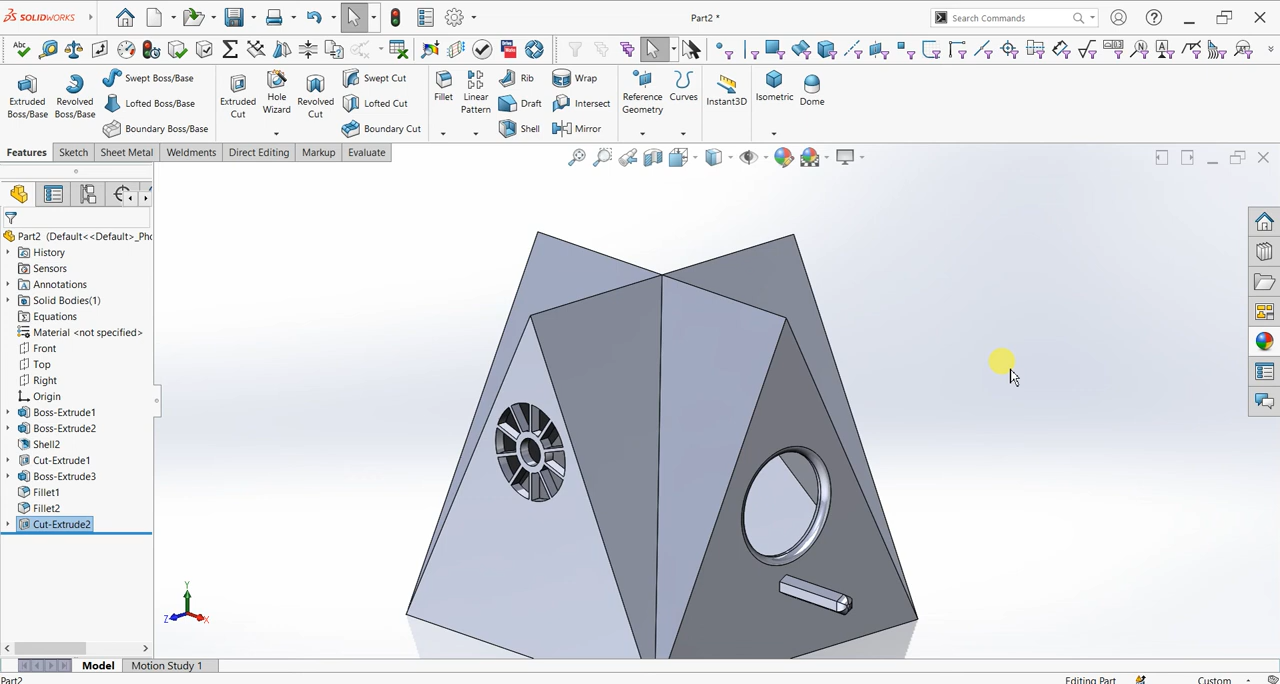 SOLIDWORKS
Part2 *
Search Commands
Extruded Boss/Base
Revolved Boss/Base
Swept Boss/Base
Lofted Boss/Base
Boundary Boss/Base
Extruded Cut
Hole Wizard
Revolved Cut
Swept Cut
Lofted Cut
Boundary Cut
Fillet
Linear Pattern
Rib
Draft
Shell
Wrap
Intersect
Mirror
Reference Geometry
Curves
Instant3D
Isometric
Dome
Features
Sketch
Sheet Metal
Weldments
Direct Editing
Markup
Evaluate
Part2 (Default<<Default>_Pho
History
Sensors
Annotations
Solid Bodies(1)
Equations
Material <not specified>
Front
Top
Right
Origin
Boss-Extrude1
Boss-Extrude2
Shell2
Cut-Extrude1
Boss-Extrude3
Fillet1
Fillet2
Cut-Extrude2
Y
Z
X
Model
Motion Study 1
Part2
Editing Part
Custom